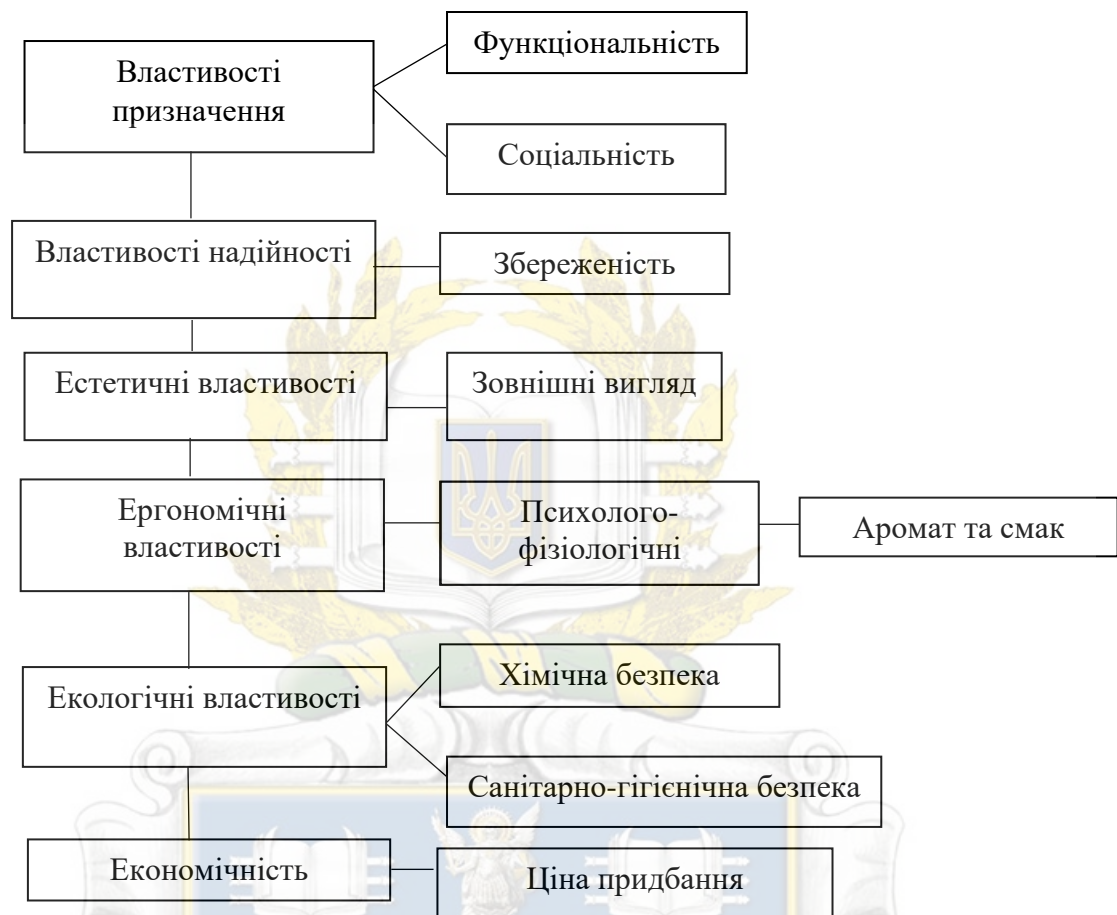 Функціональність
Властивості
призначення
Соціальність
Властивості надійності
Збереженість
Естетичні властивості
Зовнішні вигляд
Ергономічні
властивості
Психолого-
фізіологічні
Аромат та смак
Екологічні властивості
Хімічна безпека
Санітарно-гігієнічна безпека
Економічність
Ціна придбання